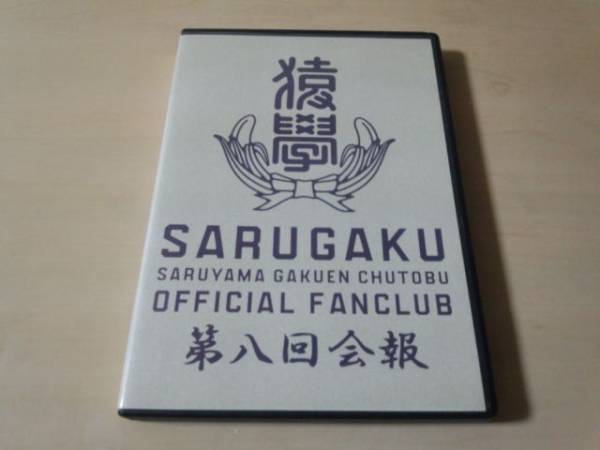 猿
學
SARUGAKU
SARUYAMA GAKUEN CHUTOBU
OFFICIAL FANCLUB
第八回会報